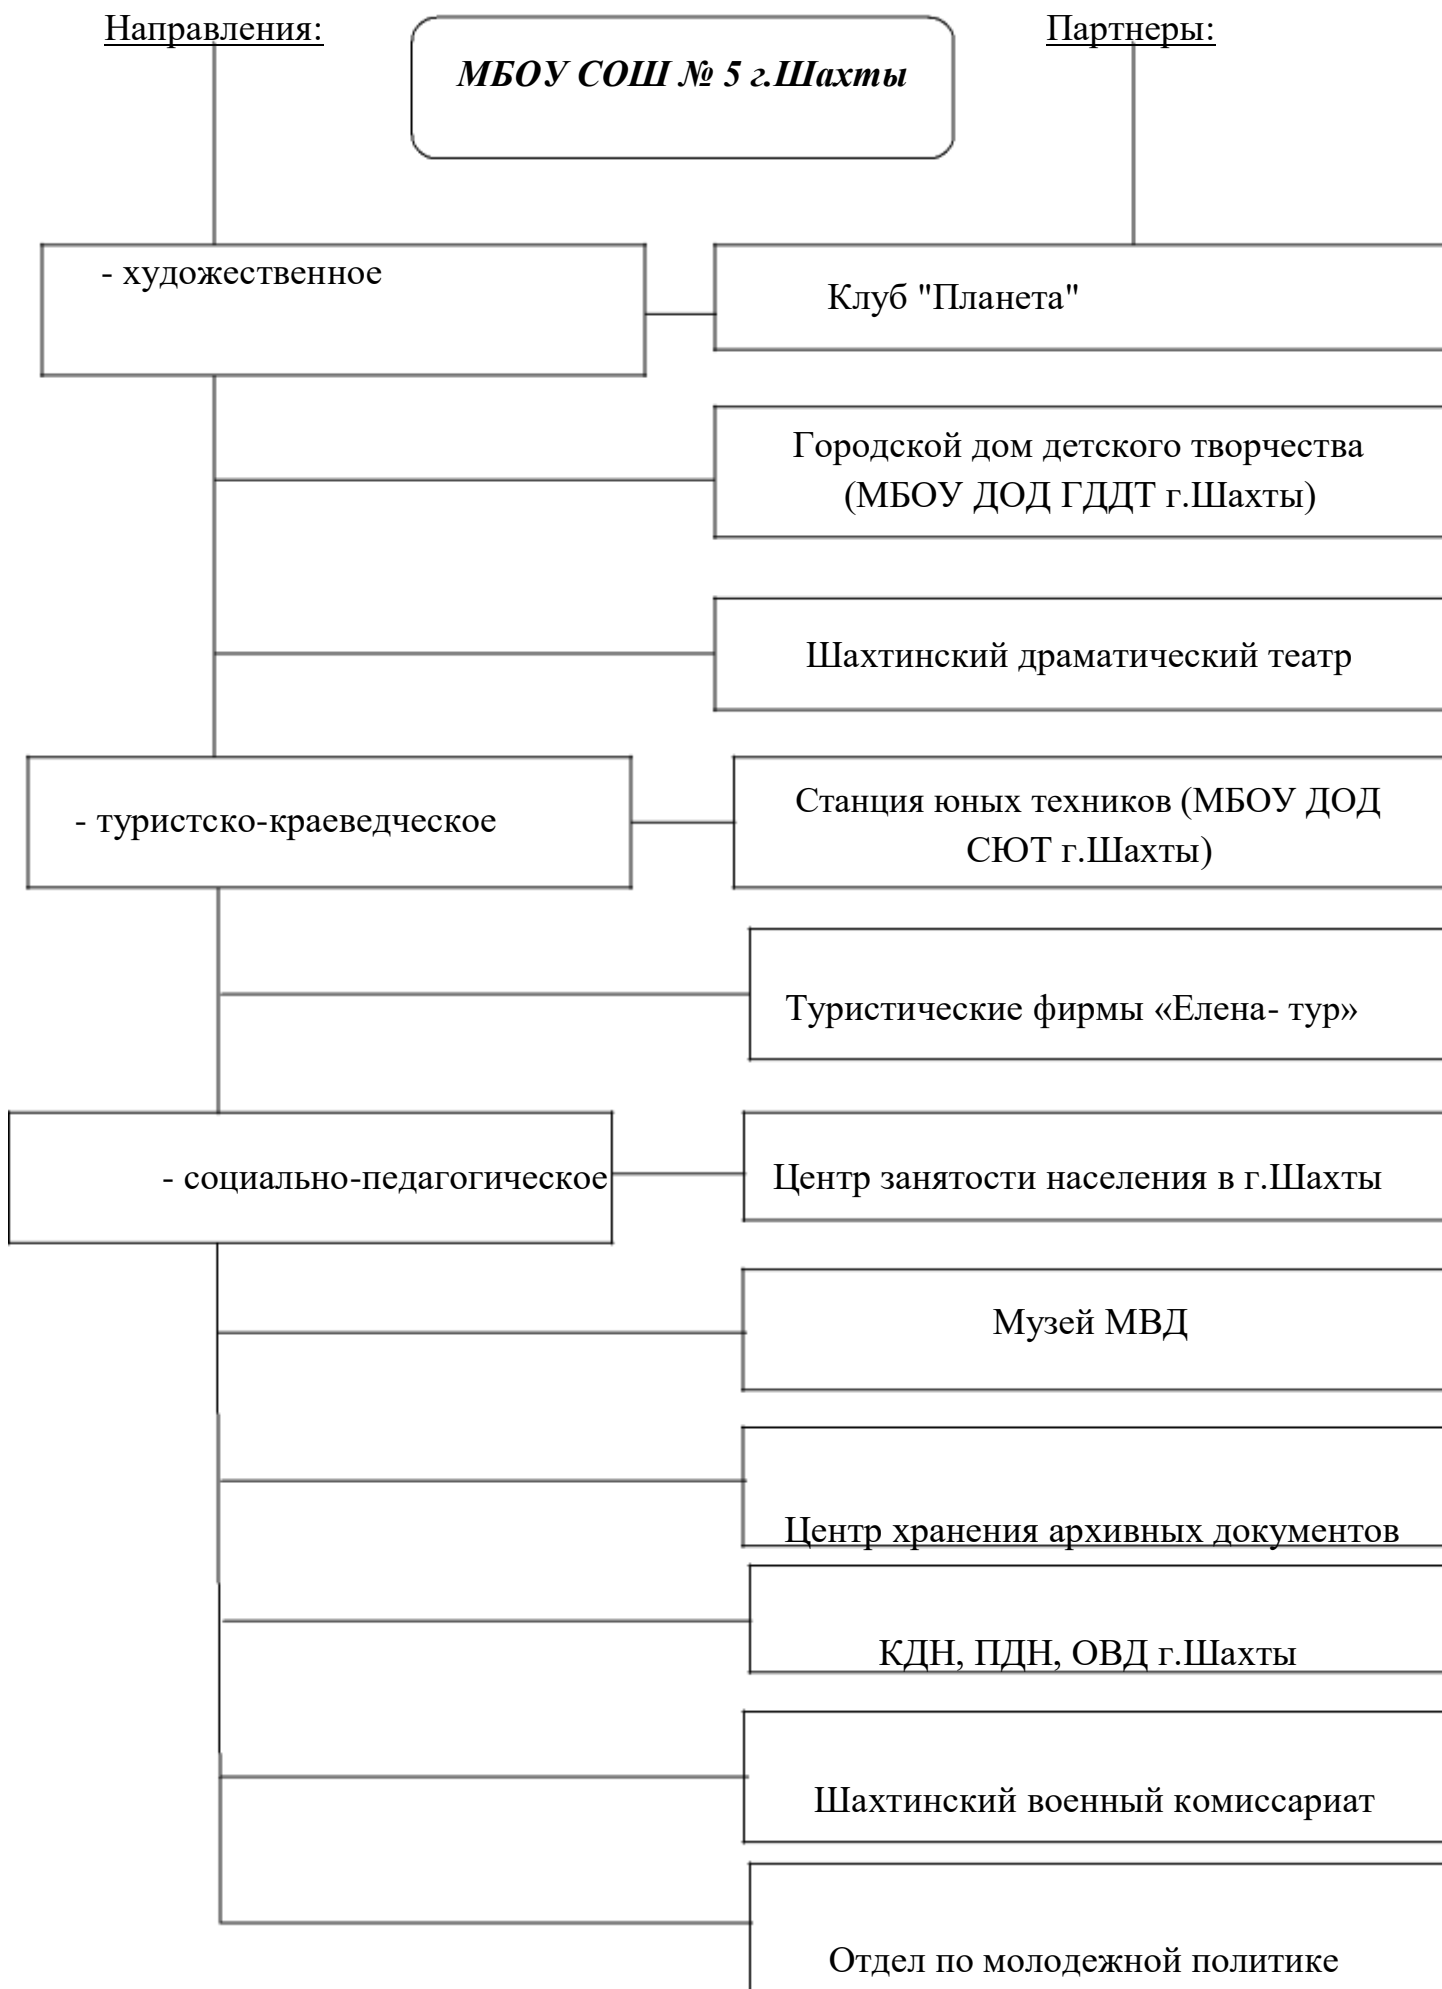 Направления:
МБОУ СОШ № 5 г.Шахты
Партнеры:
- художественное
Клуб "Планета"
Городской дом детского творчества
(МБОУ ДОД ГДДТ г.Шахты)
Шахтинский драматический театр
- туристско-краеведческое
Станция юных техников (МБОУ ДОД
СЮТ г.Шахты)
Туристические фирмы «Елена- тур»
- социально-педагогическое
Центр занятости населения в г.Шахты
Музей МВД
Центр хранения архивных документов
КДН, ПДН, ОВД г.Шахты
Шахтинский военный комиссариат
Отдел по молодежной политике